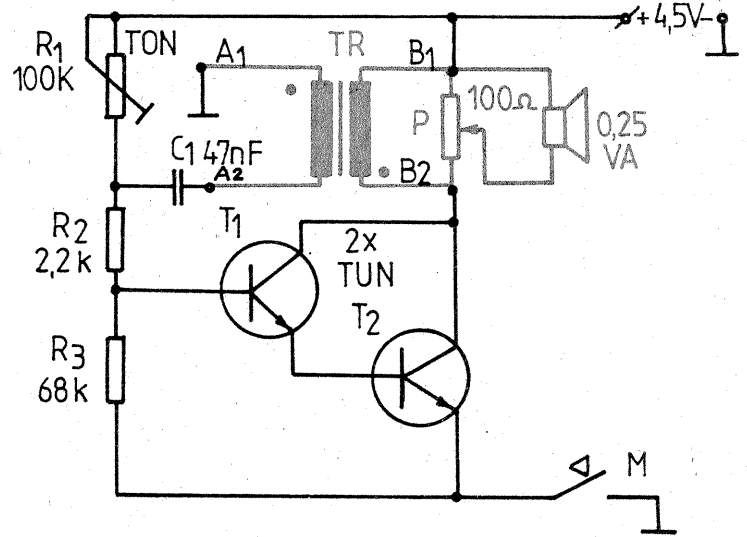 + 4,5V-
R1
100K
TON
A1
TR
B1
100Ω
P
0,25
VA
C1 47nF
A2
B2
R2
2,2k
T1
2x
TUN
T2
R3
68k
M